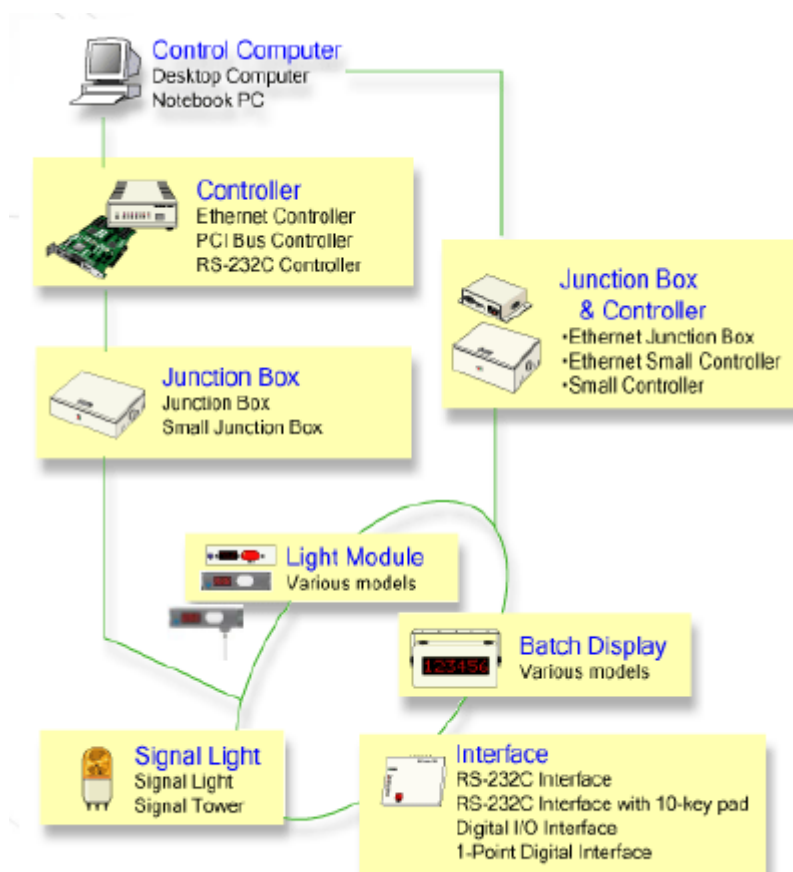 Control Computer
Desktop Computer
Notebook PC
Controller
Ethernet Controller
PCI Bus Controller
RS-232C Controller
Junction Box
& Controller
•Ethernet Junction Box
•Ethernet Small Controller
•Small Controller
Junction Box
Junction Box
Small Junction Box
Light Module
Various models
Batch Display
Various models
123456
Signal Light
Signal Light
Signal Tower
Interface
RS-232C Interface
RS-232C Interface with 10-key pad
Digital I/O Interface
1-Point Digital Interface